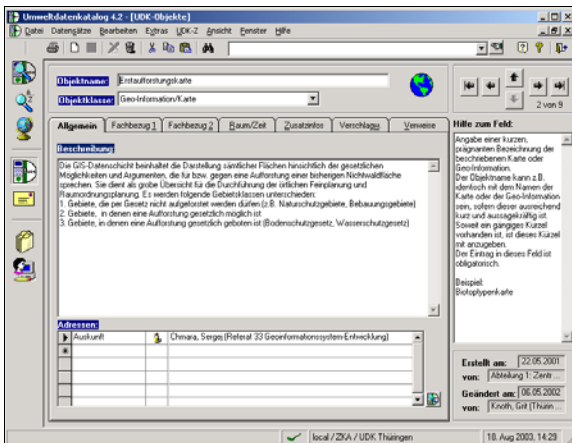 Umweltdatenkatalog 4.2 - [UDK-Objekte]
Datei Datensätze Bearbeiten Extras UDK-Z Ansicht Fenster Hilfe
Objektname: Erstaufforstungskarte
Objektklasse: Geo-Information/Karte
2 von 9
Allgemein Fachbezug 1 Fachbezug 2 Raum/Zeit Zusatzinfos Verschlagw Verweise
Beschreibung:
Die GIS-Datenschicht beinhaltet die Darstellung sämtlicher Flächen hinsichtlich der gesetzlichen
Möglichkeiten und Argumenten, die für bzw. gegen eine Aufforstung einer bisherigen Nichtwaldfläche
sprechen. Sie dient als grobe Übersicht für die Durchführung der örtlichen Feinplanung und
Raumordnungsplanung. Es werden folgende Gebietsklassen unterschieden:
1. Gebiete, die per Gesetz nicht aufgeforstet werden dürfen (z.B. Naturschutzgebiete, Bebauungsgebiete)
2. Gebiete, in denen eine Aufforstung gesetzlich möglich ist
3. Gebiete, in denen eine Aufforstung gesetzlich geboten ist (Bodenschutzgesetz, Wasserschutzgesetz)
Adressen:
Auskunft Chmara, Sergej (Referat 33 Geoinformationssystem-Entwicklung)
Hilfe zum Feld:
Angabe einer kurzen,
prägnanten Bezeichnung der
beschriebenen Karte oder
Geo-Information.
Der Objektname kann z.B.
identisch mit dem Namen der
Karte oder der Geo-Information
sein, sofern dieser ausreichend
kurz und aussagekräftig ist.
Soweit ein gängiges Kürzel
vorhanden ist, ist dieses Kürzel
mit anzugeben.
Der Eintrag in dieses Feld ist
obligatorisch.
Beispiel:
Biotoptypenkarte
Erstellt am: 22.05.2001
von: Abteilung 1: Zentr ...
Geändert am: 06.05.2002
von: Knoth, Grit (Thürin ...
local / ZKA / UDK Thüringen 18. Aug 2003, 14:29